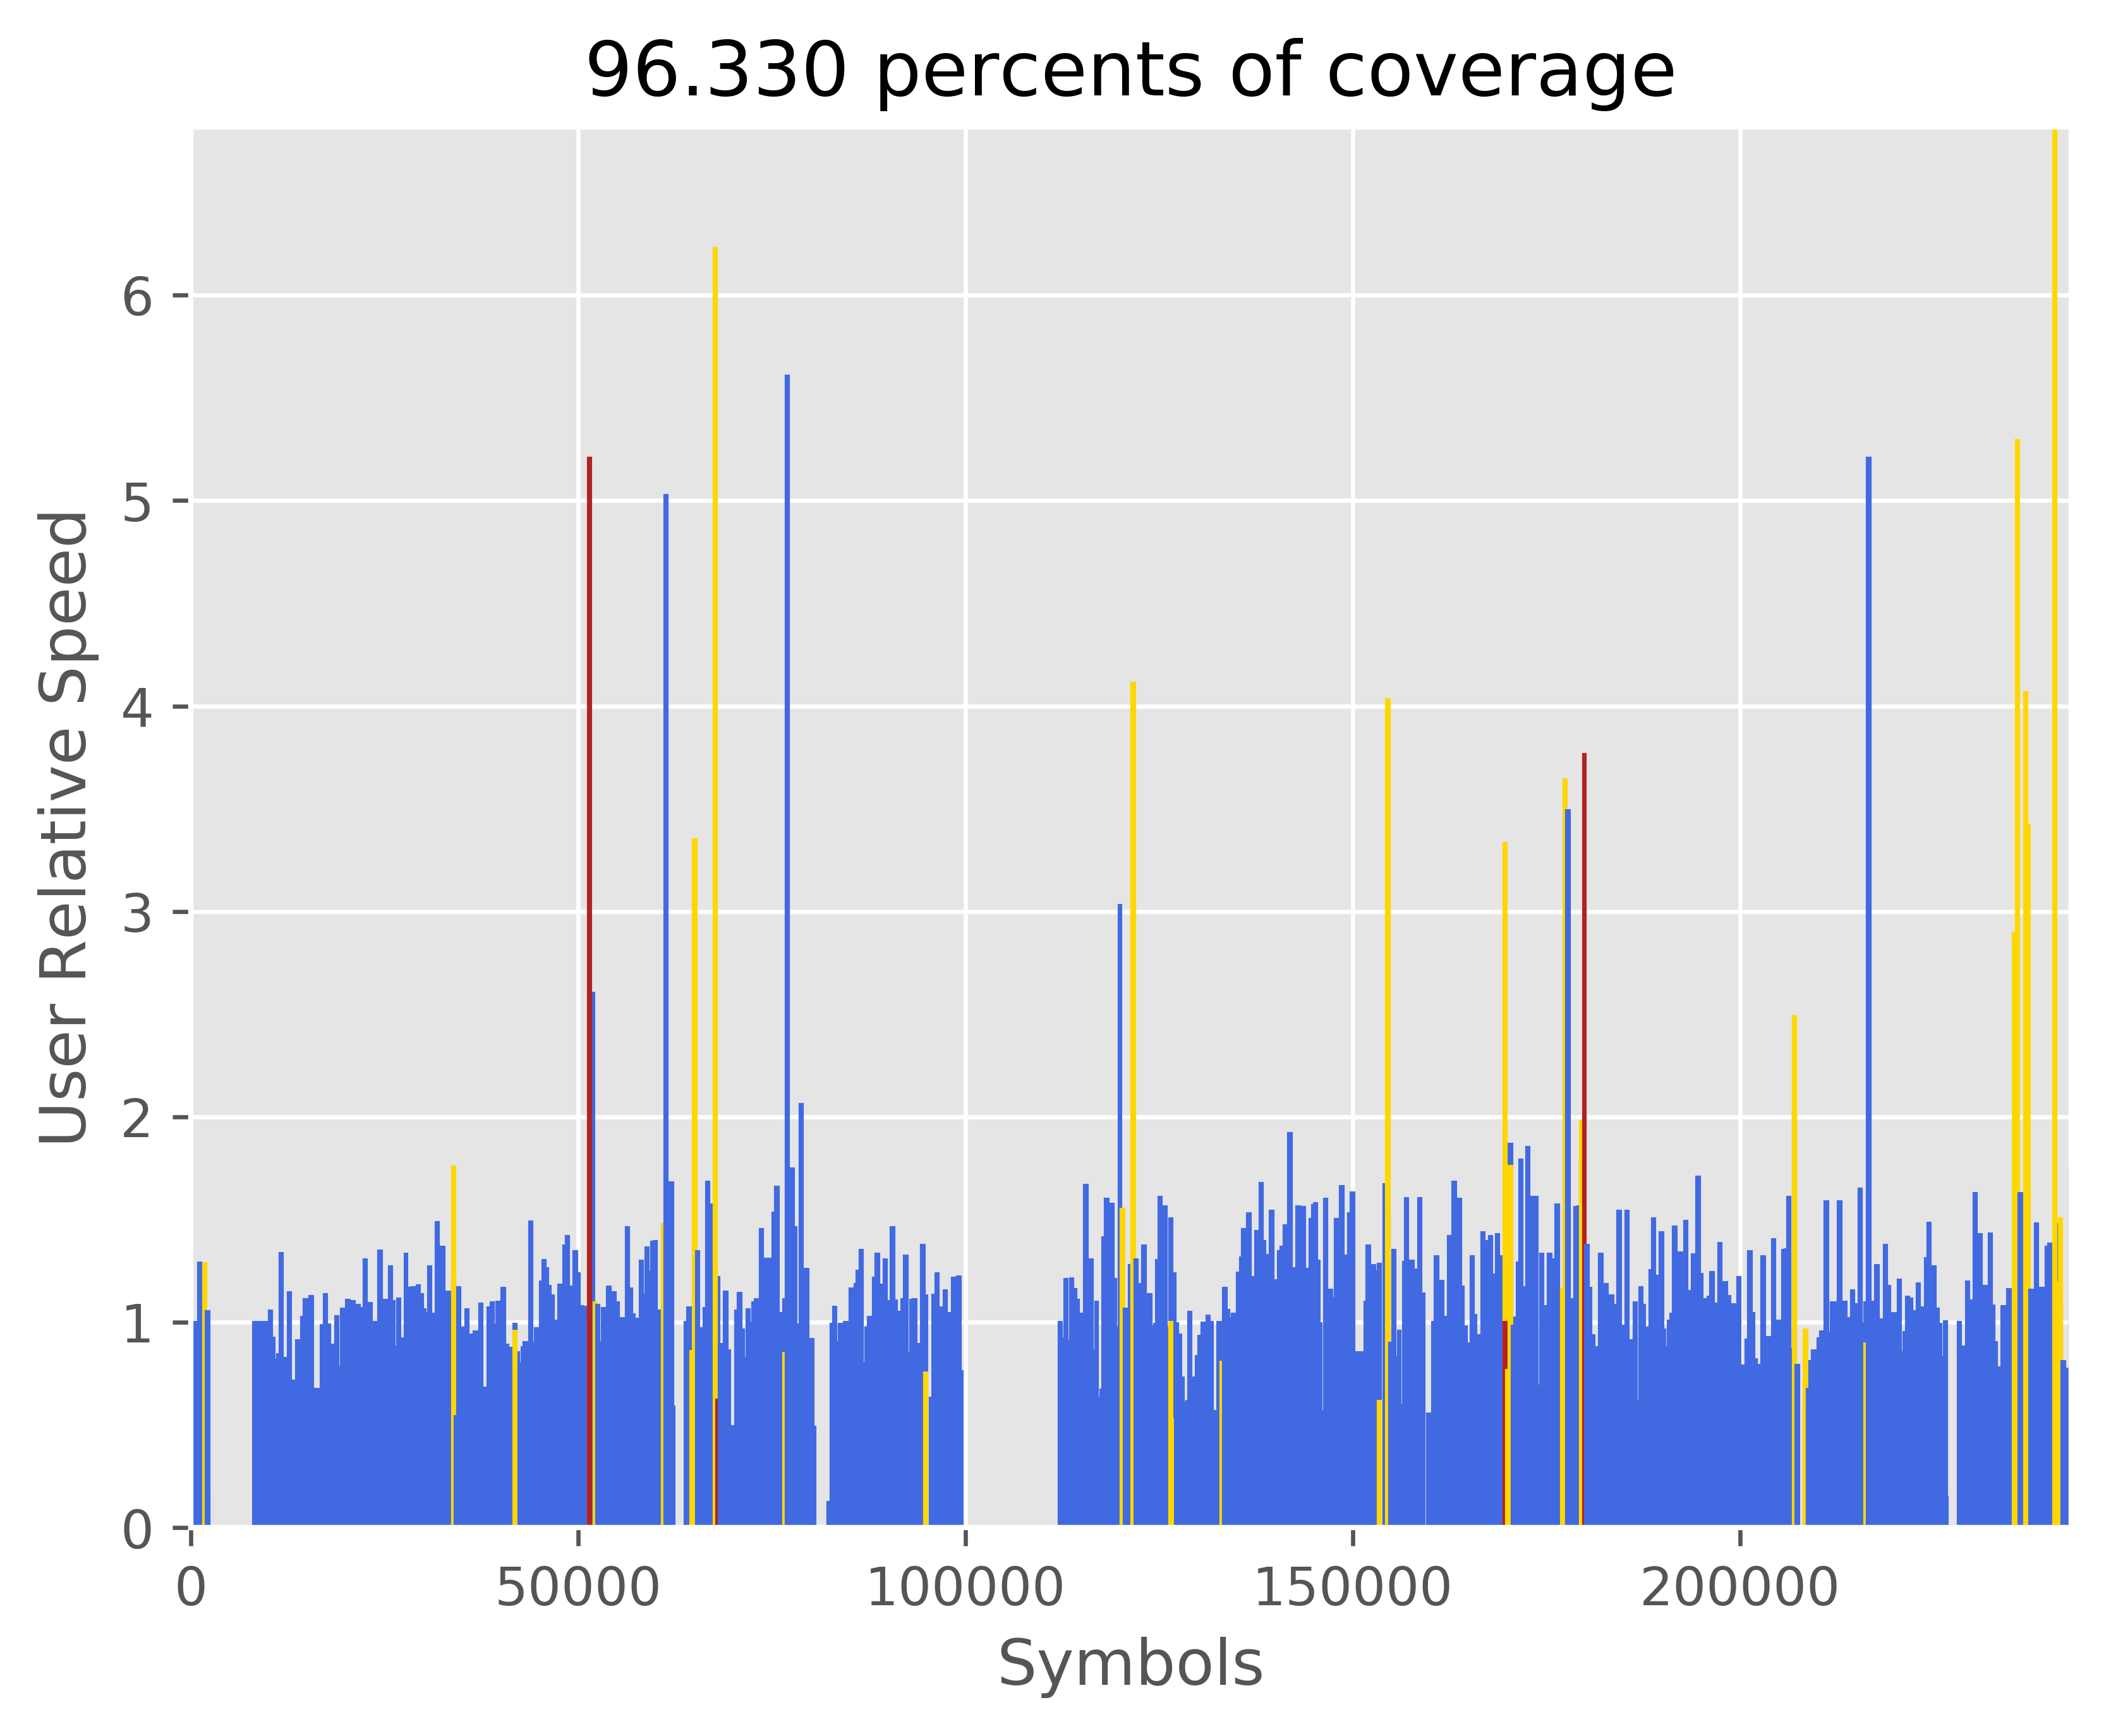 96.330 percents of coverage
User Relative Speed
6
5
4
3
2
1
0
0 50000 100000 150000 200000
Symbols